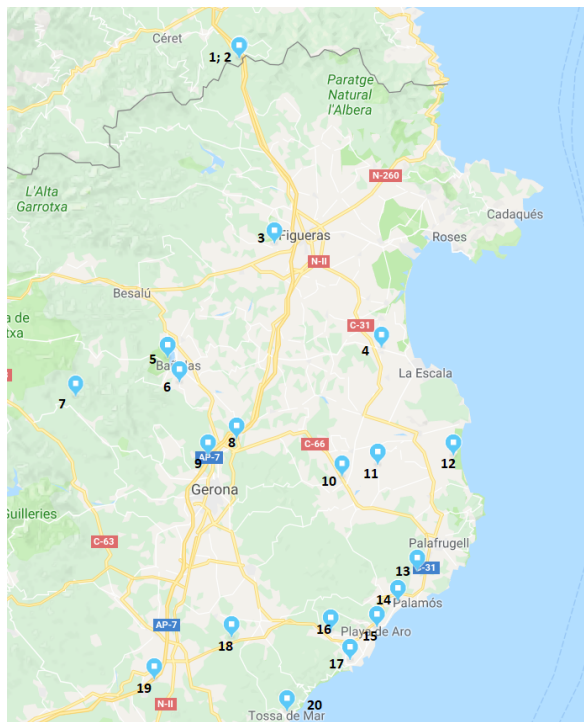 Céret
1; 2
Paratge
Natural
l'Albera
N-260
L'Alta
Garrotxa
Cadaqués
3
Figueras
Roses
N-II
Besalú
C-31
4
5
6
La Escala
7
8
C-66
9
AP-7
10
11
12
Gerona
Guilleries
C-63
Palafrugell
13
C-31
14
Palamós
AP-7
16
15
Playa de Aro
18
17
19
N-II
20
Tossa de Mar